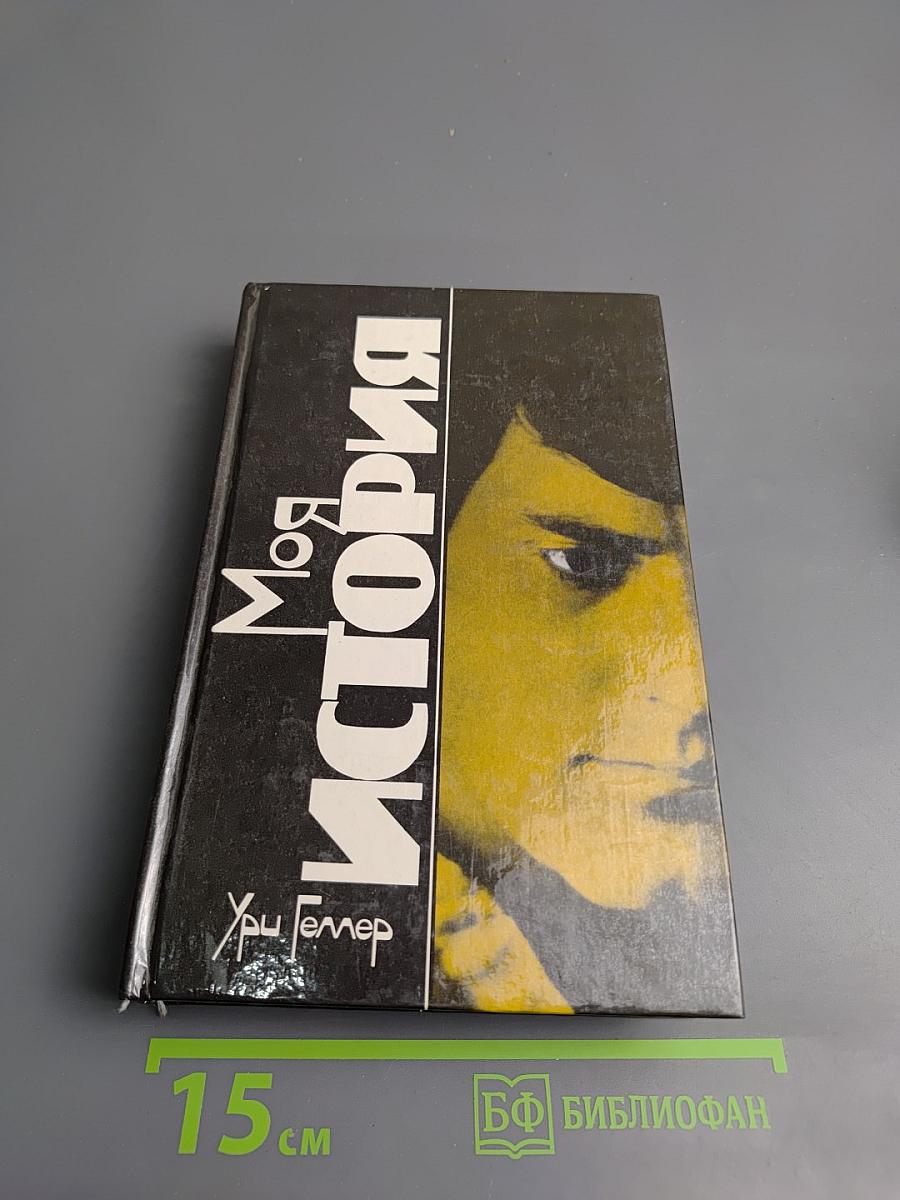 Моя
ИСТОРИЯ
Ури Геллер
15 см
БФ БИБЛИОФАН